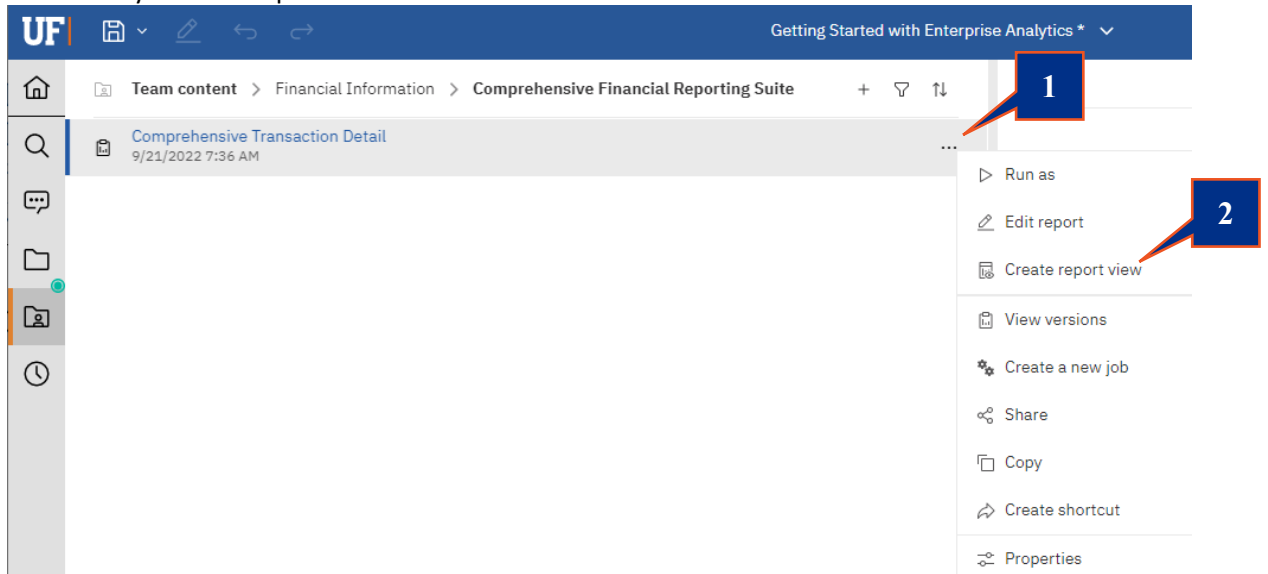 UF
Getting Started with Enterprise Analytics *
Team content > Financial Information > Comprehensive Financial Reporting Suite
1
Comprehensive Transaction Detail
9/21/2022 7:36 AM
...
Run as
2
Edit report
Create report view
View versions
Create a new job
Share
Copy
Create shortcut
Properties